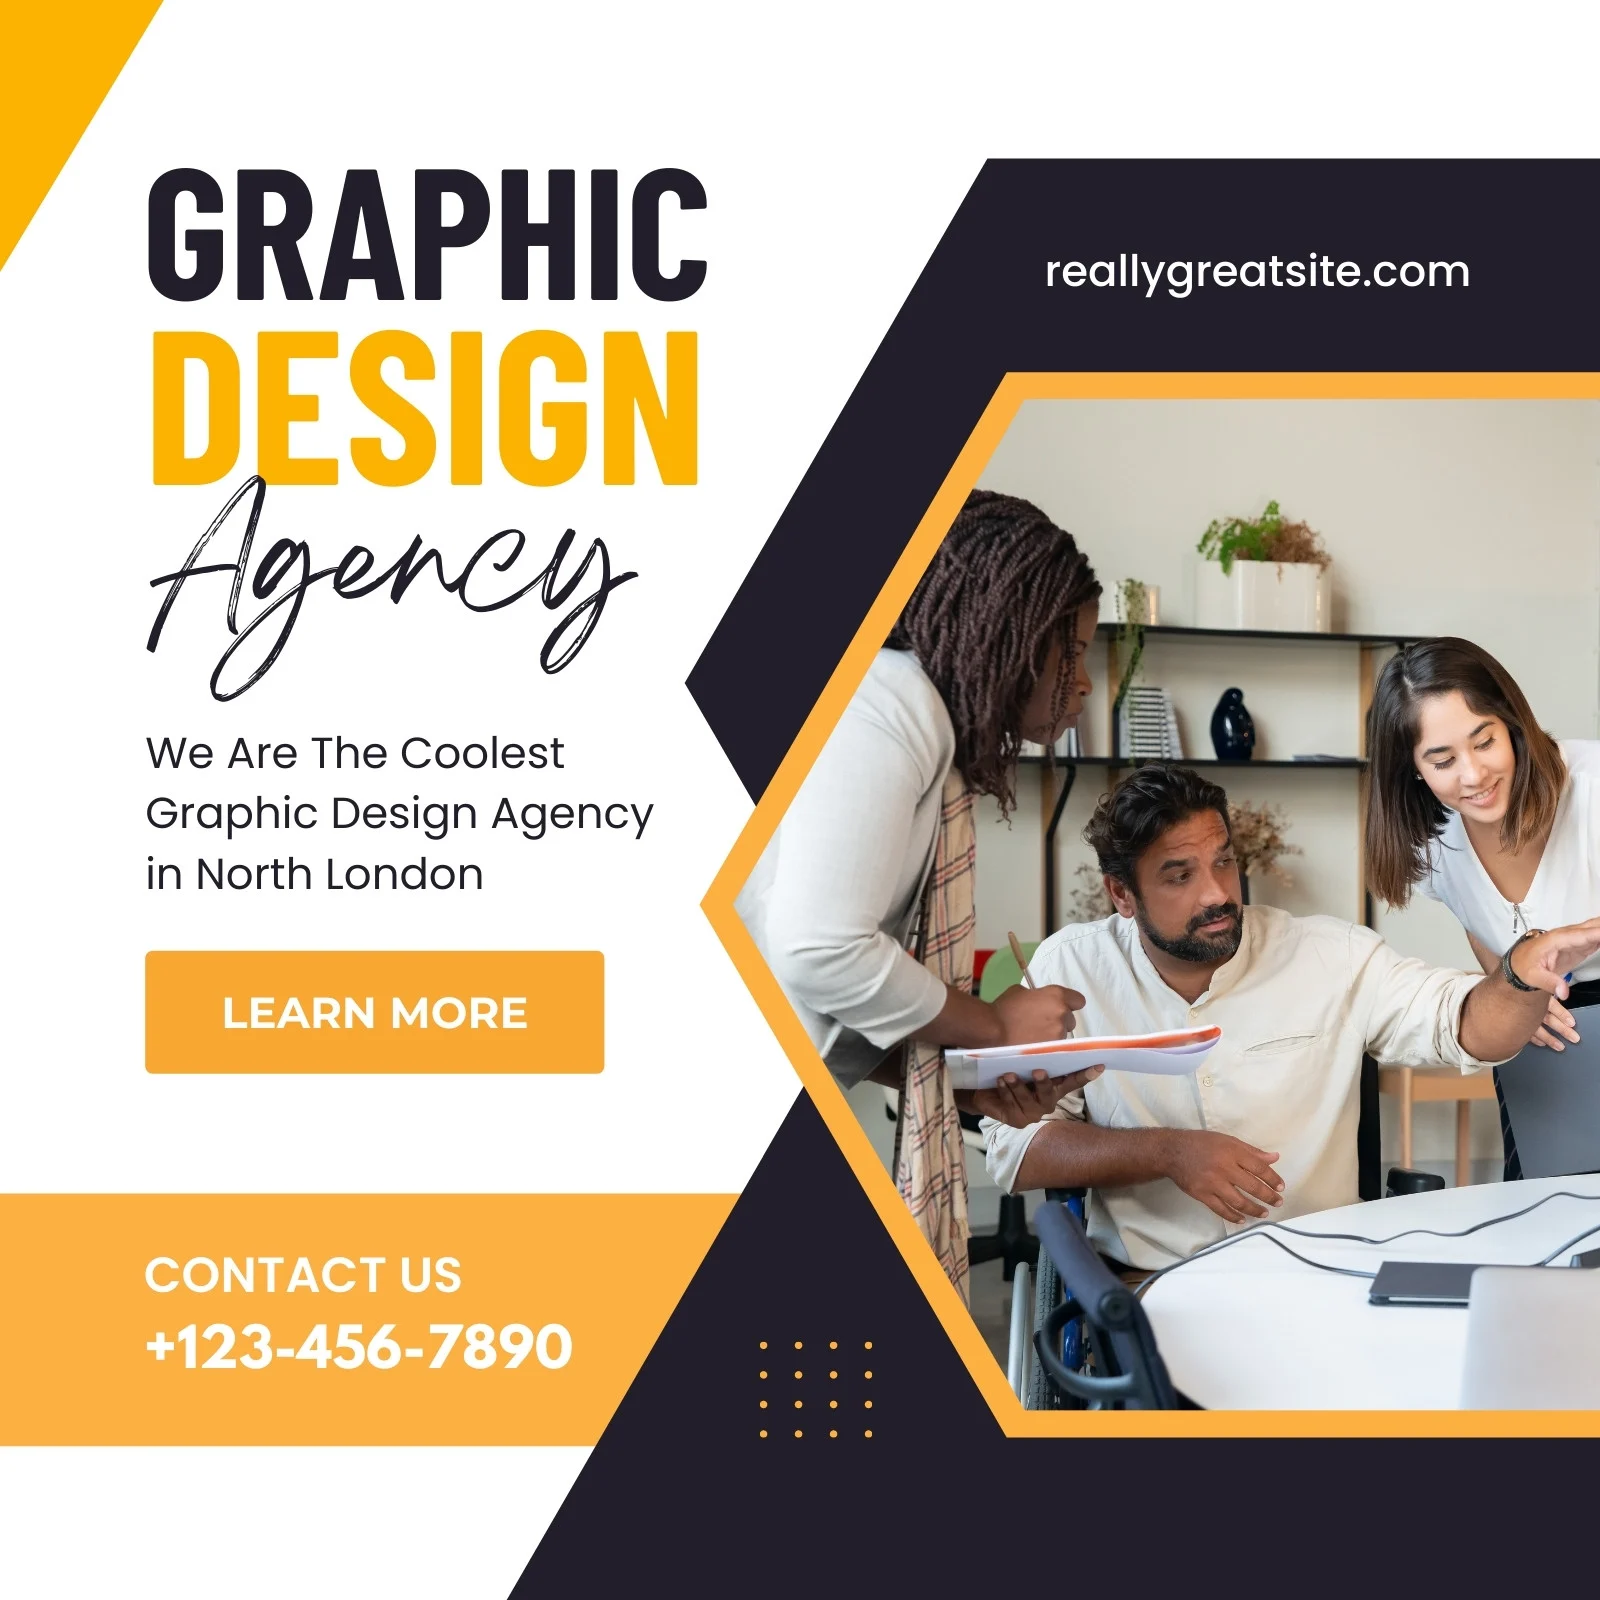 GRAPHIC
DESIGN
Agency
We Are The Coolest
Graphic Design Agency
in North London
LEARN MORE
CONTACT US
+123-456-7890
reallygreatsite.com